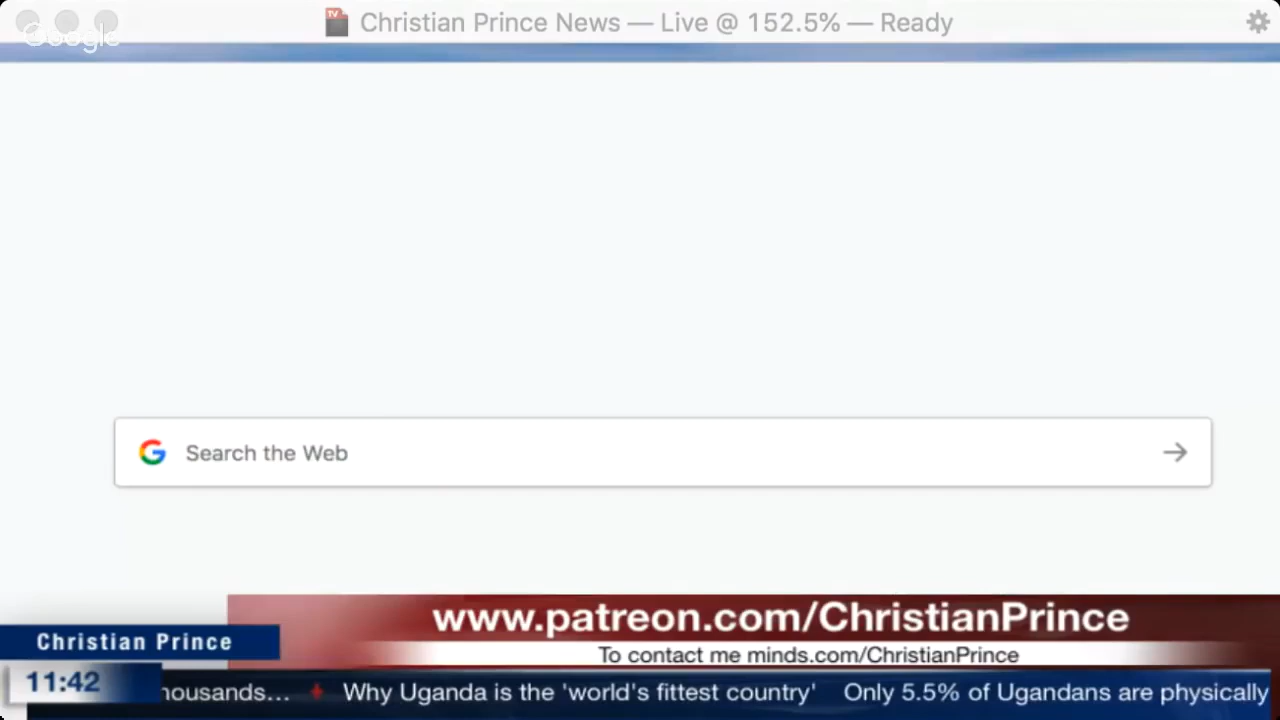 Google
Christian Prince News — Live @ 152.5% — Ready
Search the Web
www.patreon.com/ChristianPrince
To contact me minds.com/ChristianPrince
Christian Prince
11:42
housands... Why Uganda is the 'world's fittest country' Only 5.5% of Ugandans are physically